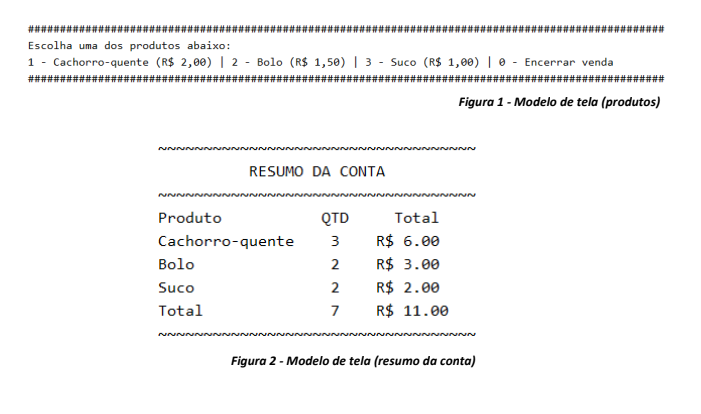 ####################################################################################################
Escolha uma dos produtos abaixo:
1 - Cachorro-quente (R$ 2,00) | 2 - Bolo (R$ 1,50) | 3 - Suco (R$ 1,00) | 0 - Encerrar venda
####################################################################################################
Figura 1 - Modelo de tela (produtos)
~~~~~~~~~~~~~~~~~~~~~~~~~~~~~~~~~~~
RESUMO DA CONTA
~~~~~~~~~~~~~~~~~~~~~~~~~~~~~~~~~~~
Produto QTD Total
Cachorro-quente 3 R$ 6.00
Bolo 2 R$ 3.00
Suco 2 R$ 2.00
Total 7 R$ 11.00
~~~~~~~~~~~~~~~~~~~~~~~~~~~~~~~~~~~
Figura 2 - Modelo de tela (resumo da conta)